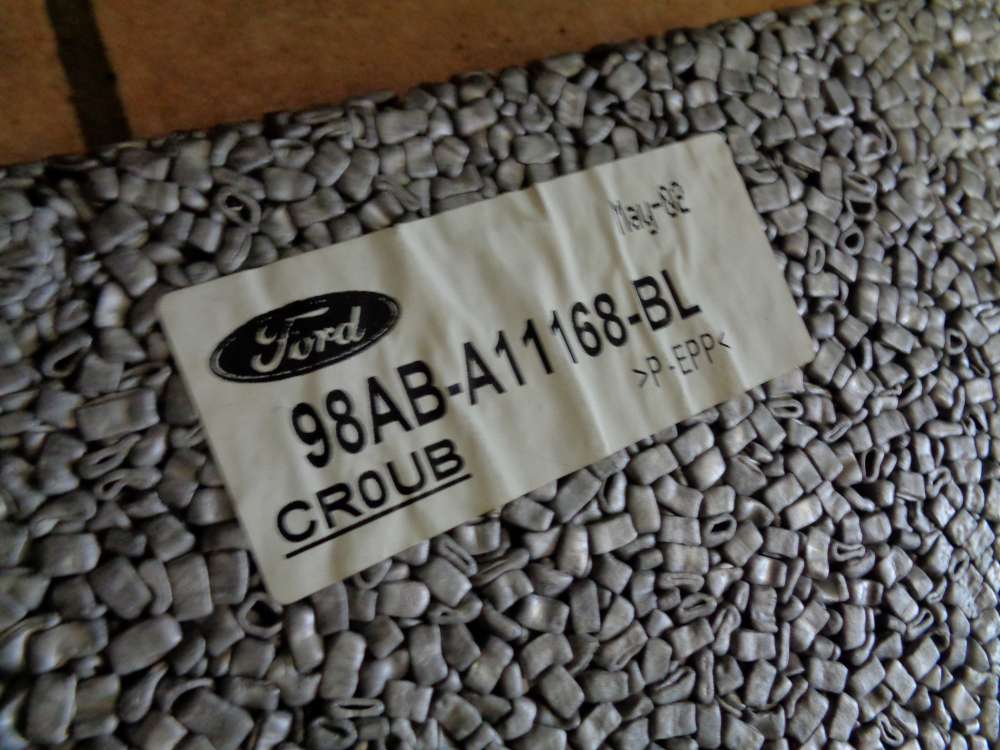 May-02
Ford
98AB-A11168-BL
>P-EPP<
CR0UB